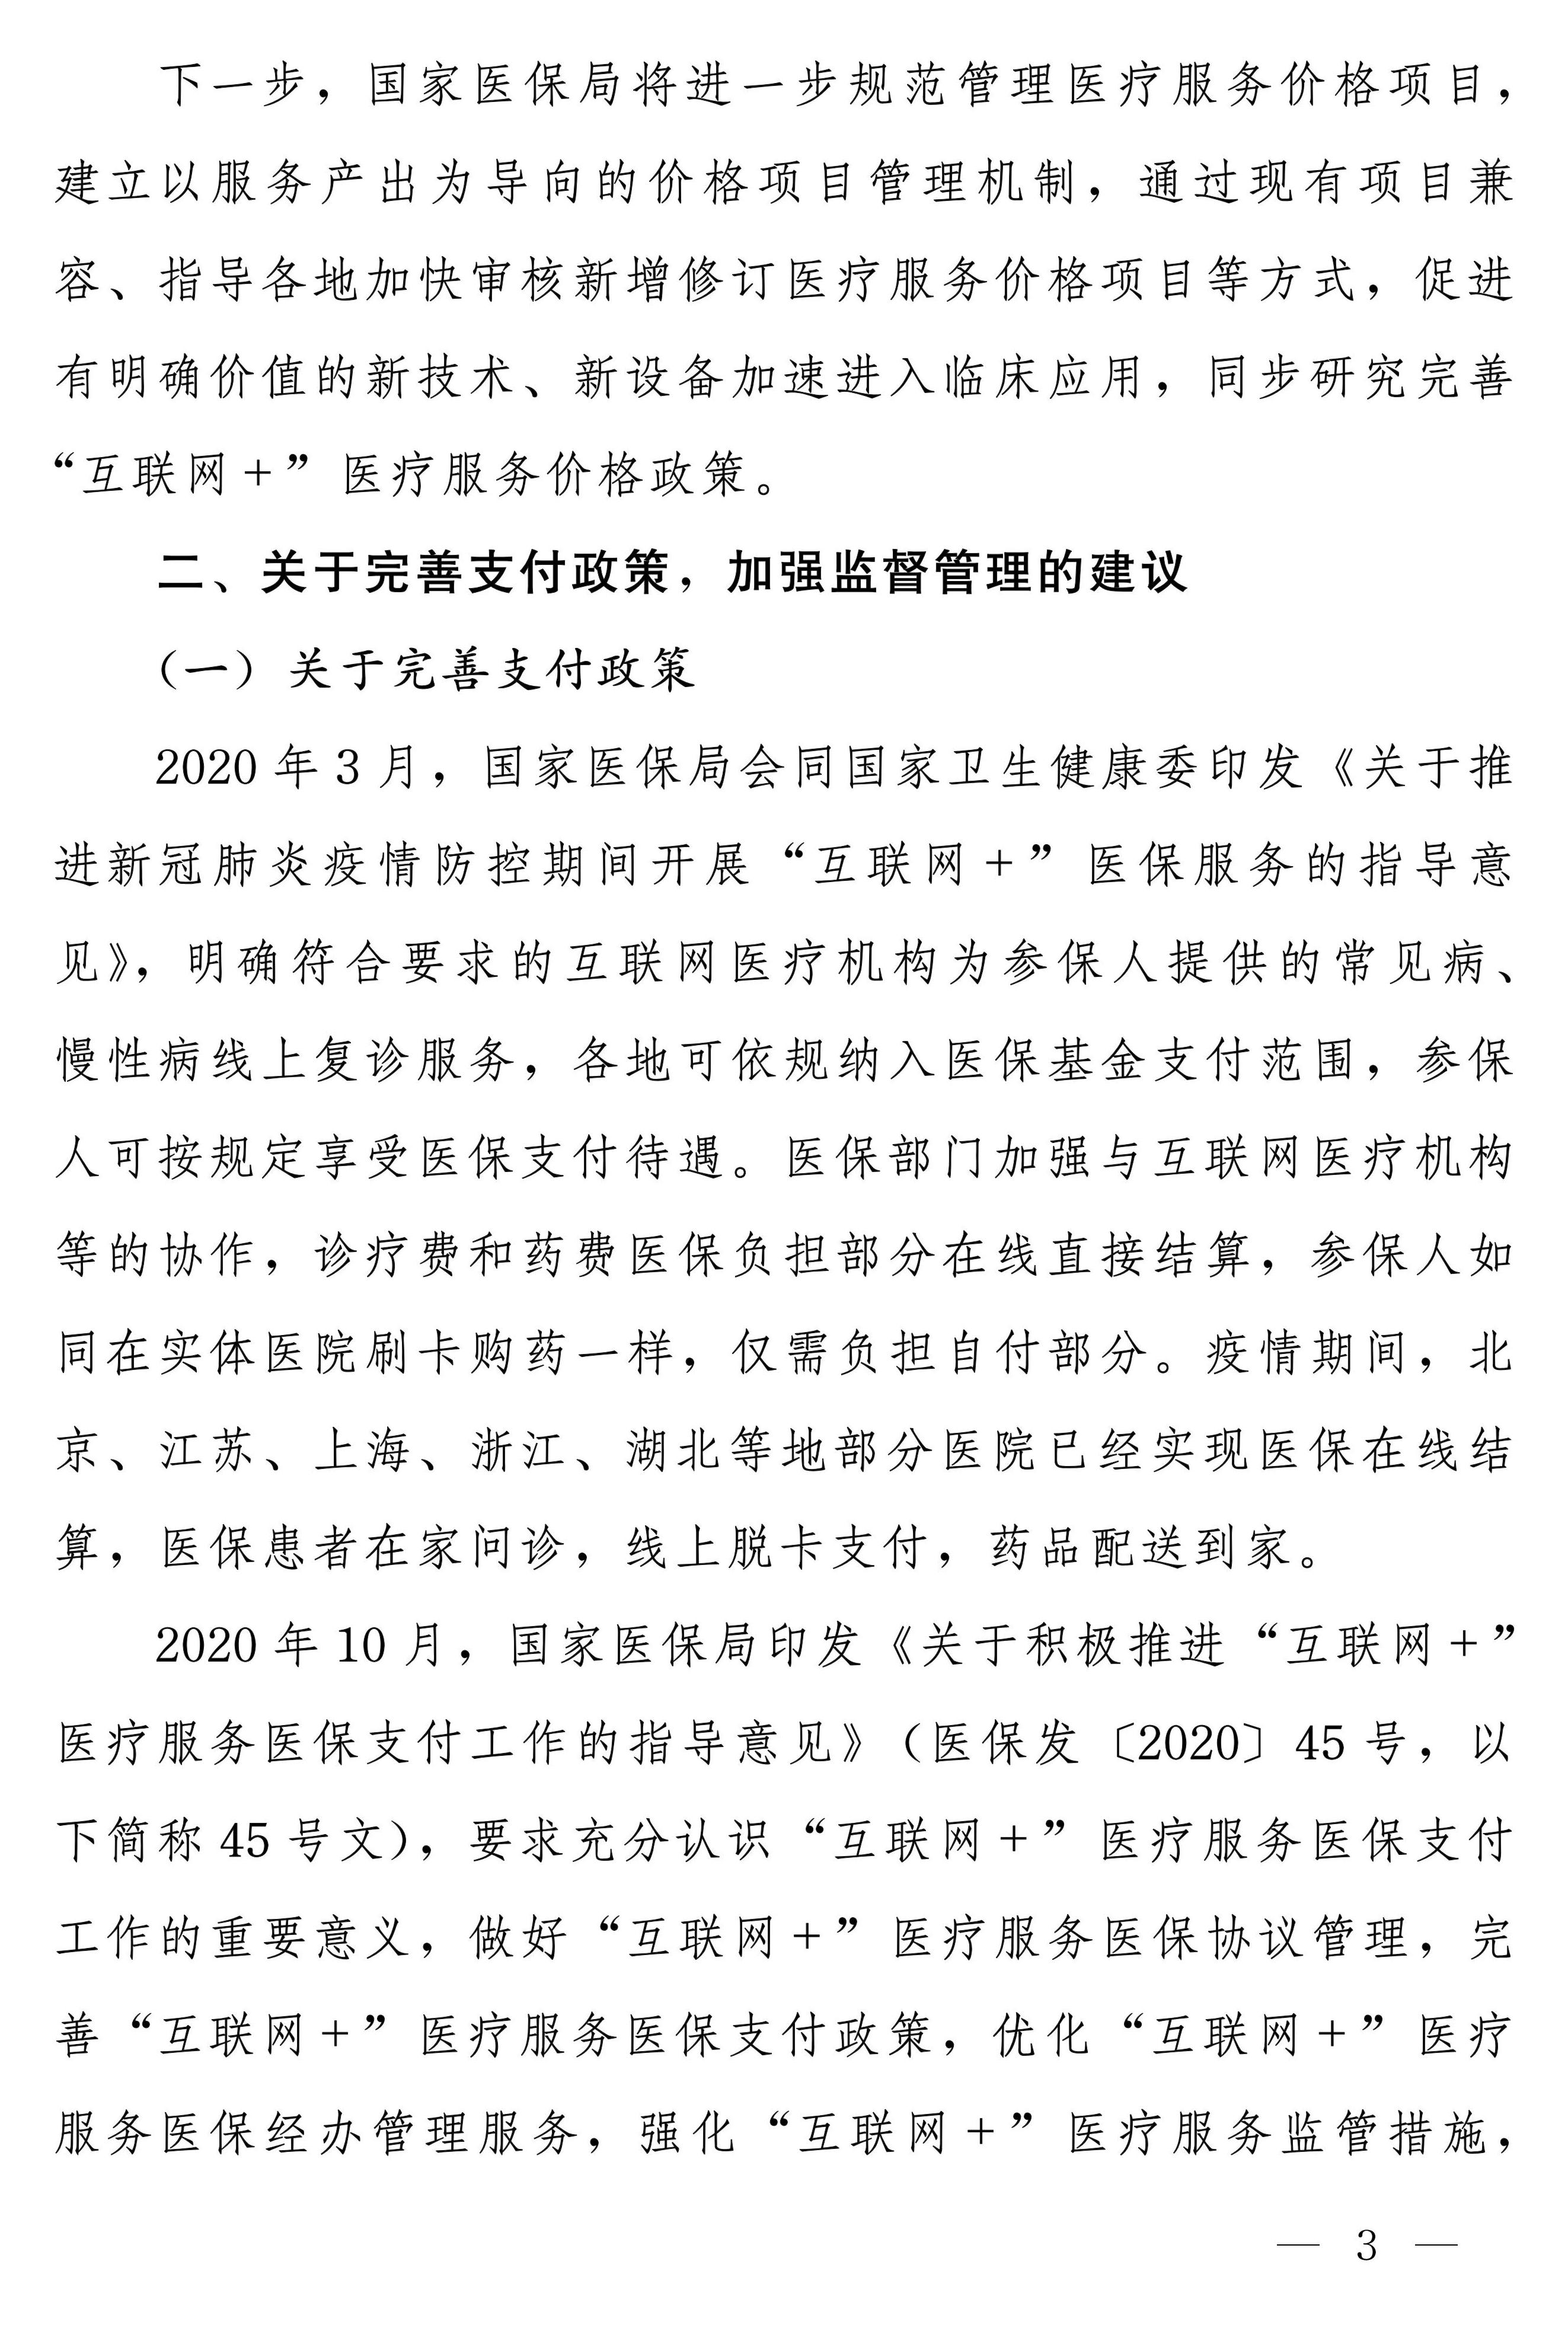 下一步，国家医保局将进一步规范管理医疗服务价格项目，
建立以服务产出为导向的价格项目管理机制，通过现有项目兼
容、指导各地加快审核新增修订医疗服务价格项目等方式，促进
有明确价值的新技术、新设备加速进入临床应用，同步研究完善
“互联网+”医疗服务价格政策。
二、关于完善支付政策，加强监督管理的建议
（一）关于完善支付政策
2020年3月，国家医保局会同国家卫生健康委印发《关于推
进新冠肺炎疫情防控期间开展“互联网+”医保服务的指导意
见》，明确符合要求的互联网医疗机构为参保人提供的常见病、
慢性病线上复诊服务，各地可依规纳入医保基金支付范围，参保
人可按规定享受医保支付待遇。医保部门加强与互联网医疗机构
等的协作，诊疗费和药费医保负担部分在线直接结算，参保人如
同在实体医院刷卡购药一样，仅需负担自付部分。疫情期间，北
京、江苏、上海、浙江、湖北等地部分医院已经实现医保在线结
算，医保患者在家问诊，线上脱卡支付，药品配送到家。
2020年10月，国家医保局印发《关于积极推进“互联网+”
医疗服务医保支付工作的指导意见》（医保发〔2020〕45号，以
下简称45号文），要求充分认识“互联网+”医疗服务医保支付
工作的重要意义，做好“互联网+”医疗服务医保协议管理，完
善“互联网+”医疗服务医保支付政策，优化“互联网+”医疗
服务医保经办管理服务，强化“互联网+”医疗服务监管措施，
— 3 —